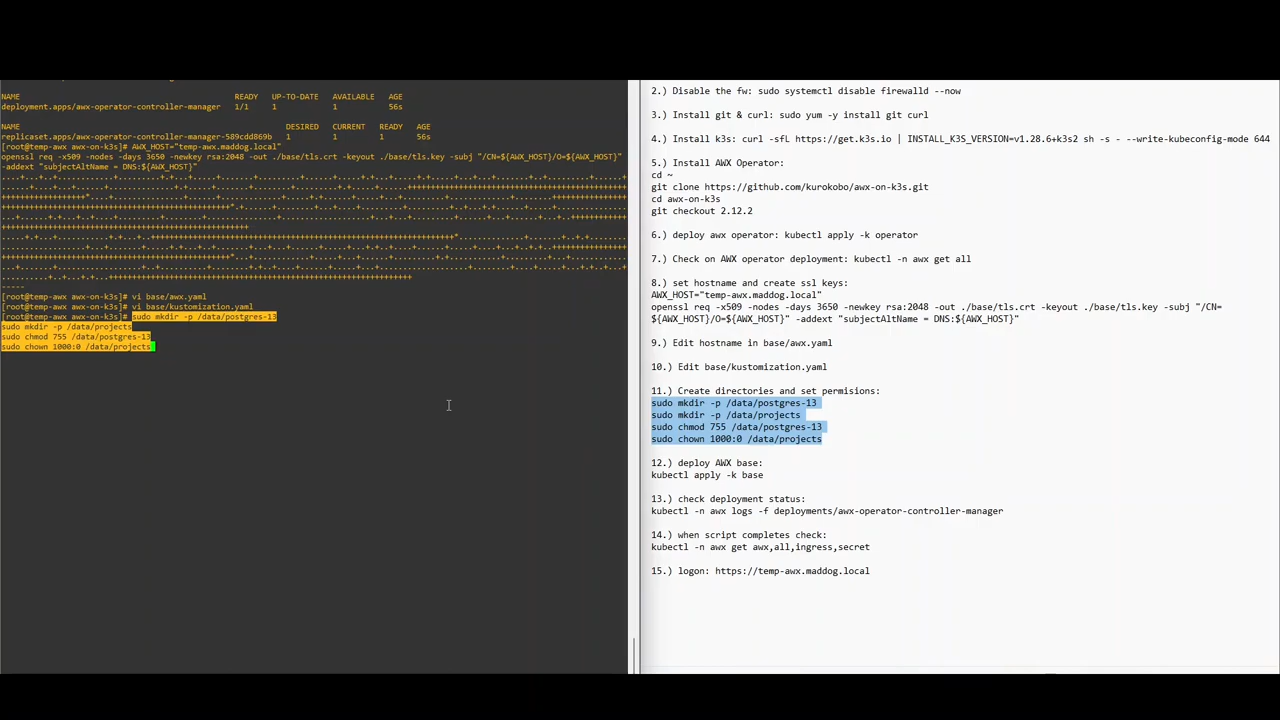 NAME READY UP-TO-DATE AVAILABLE AGE
deployment.apps/awx-operator-controller-manager 1/1 1 1 56s
NAME DESIRED CURRENT READY AGE
replicaset.apps/awx-operator-controller-manager-589cdd869b 1 1 1 56s
[root@temp-awx awx-on-k3s]# AWX_HOST="temp-awx.maddog.local"
openssl req -x509 -nodes -days 3650 -newkey rsa:2048 -out ./base/tls.crt -keyout ./base/tls.key -subj "/CN=${AWX_HOST}/O=${AWX_HOST}"
-addext "subjectAltName = DNS:${AWX_HOST}"
-----
[root@temp-awx awx-on-k3s]# vi base/awx.yaml
[root@temp-awx awx-on-k3s]# vi base/kustomization.yaml
[root@temp-awx awx-on-k3s]# sudo mkdir -p /data/postgres-13
sudo mkdir -p /data/projects
sudo chmod 755 /data/postgres-13
sudo chown 1000:0 /data/projects
2.) Disable the fw: sudo systemctl disable firewalld --now
3.) Install git & curl: sudo yum -y install git curl
4.) Install k3s: curl -sfL https://get.k3s.io | INSTALL_K3S_VERSION=v1.28.6+k3s2 sh -s - --write-kubeconfig-mode 644
5.) Install AWX Operator:
cd ~
git clone https://github.com/kurokobo/awx-on-k3s.git
cd awx-on-k3s
git checkout 2.12.2
6.) deploy awx operator: kubectl apply -k operator
7.) Check on AWX operator deployment: kubectl -n awx get all
8.) set hostname and create ssl keys:
AWX_HOST="temp-awx.maddog.local"
openssl req -x509 -nodes -days 3650 -newkey rsa:2048 -out ./base/tls.crt -keyout ./base/tls.key -subj "/CN=
${AWX_HOST}/O=${AWX_HOST}" -addext "subjectAltName = DNS:${AWX_HOST}"
9.) Edit hostname in base/awx.yaml
10.) Edit base/kustomization.yaml
11.) Create directories and set permisions:
sudo mkdir -p /data/postgres-13
sudo mkdir -p /data/projects
sudo chmod 755 /data/postgres-13
sudo chown 1000:0 /data/projects
12.) deploy AWX base:
kubectl apply -k base
13.) check deployment status:
kubectl -n awx logs -f deployments/awx-operator-controller-manager
14.) when script completes check:
kubectl -n awx get awx,all,ingress,secret
15.) logon: https://temp-awx.maddog.local